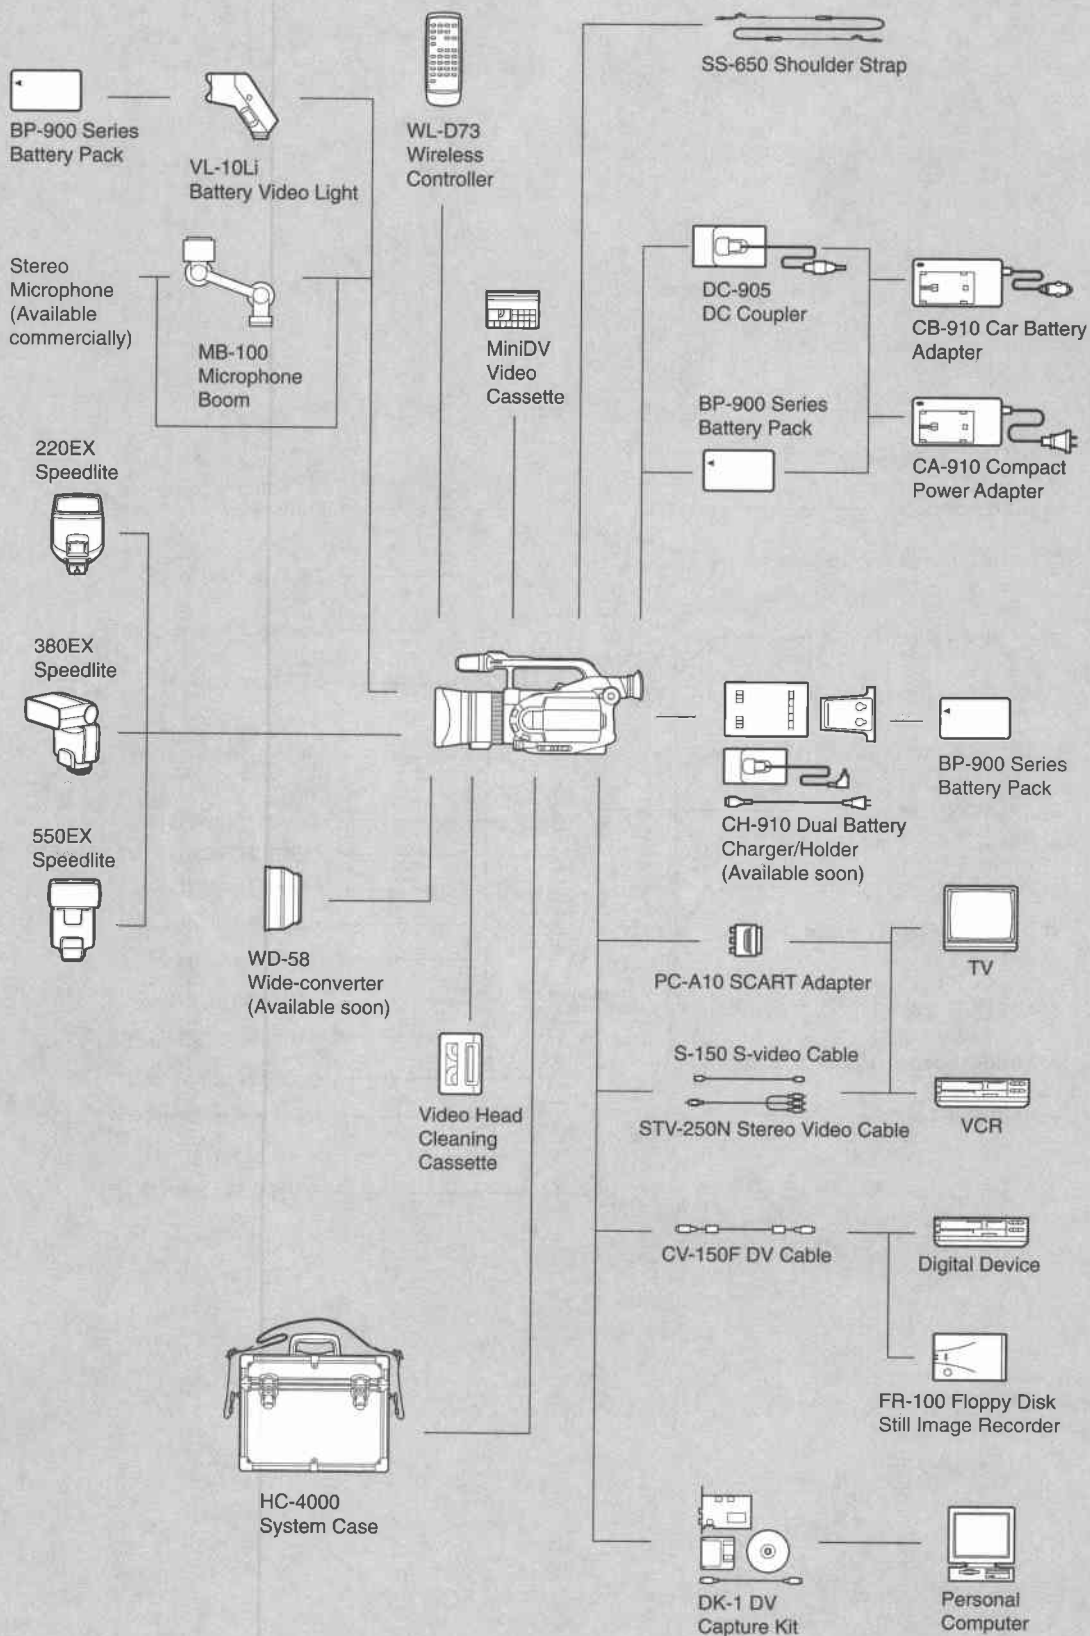 SS-650 Shoulder Strap
BP-900 Series
Battery Pack
VL-10Li
Battery Video Light
WL-D73
Wireless
Controller
Stereo
Microphone
(Available
commercially)
MB-100
Microphone
Boom
MiniDV
Video
Cassette
DC-905
DC Coupler
CB-910 Car Battery
Adapter
BP-900 Series
Battery Pack
CA-910 Compact
Power Adapter
220EX
Speedlite
380EX
Speedlite
550EX
Speedlite
BP-900 Series
Battery Pack
CH-910 Dual Battery
Charger/Holder
(Available soon)
WD-58
Wide-converter
(Available soon)
PC-A10 SCART Adapter
TV
S-150 S-video Cable
STV-250N Stereo Video Cable
VCR
Video Head
Cleaning
Cassette
CV-150F DV Cable
Digital Device
FR-100 Floppy Disk
Still Image Recorder
HC-4000
System Case
DK-1 DV
Capture Kit
Personal
Computer